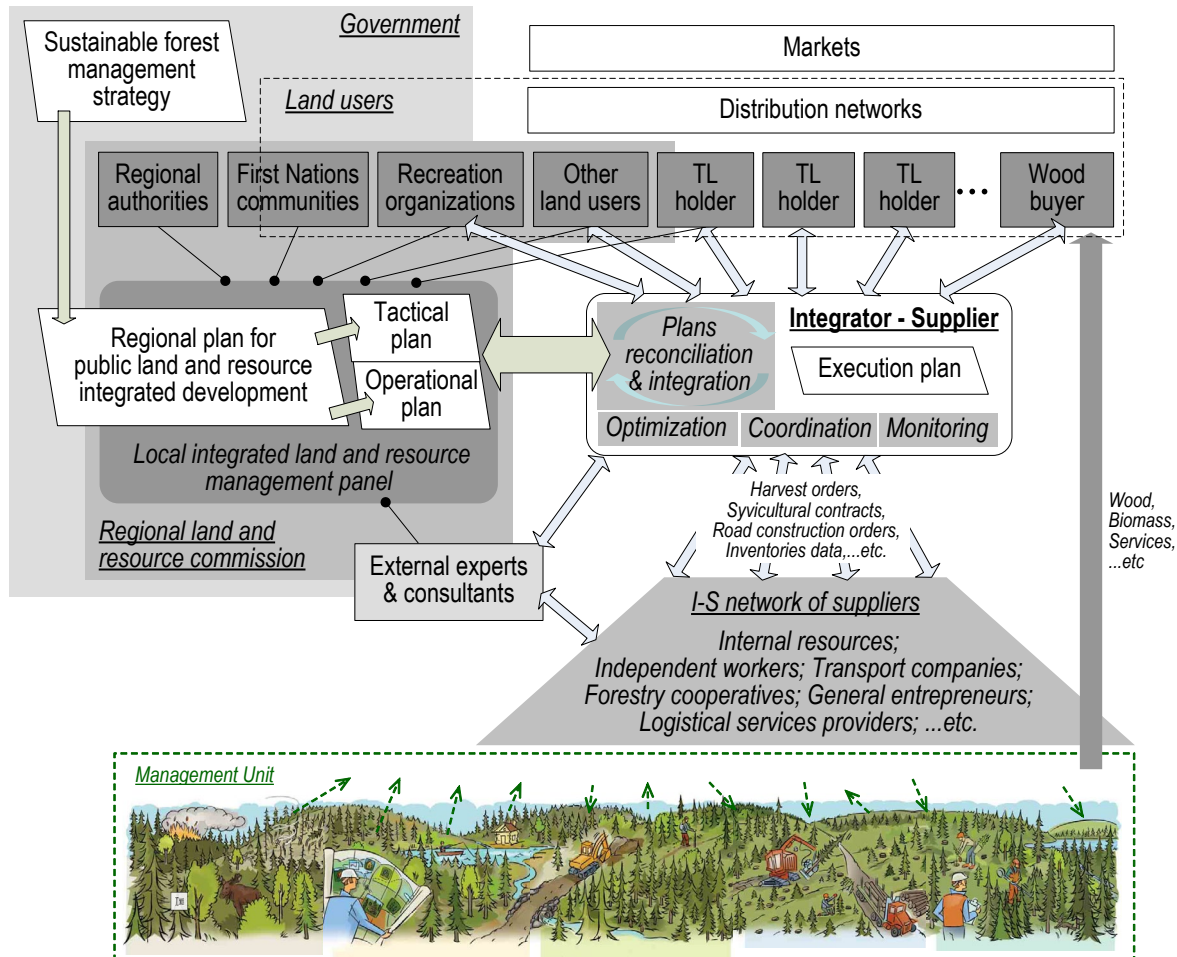 Government
Sustainable forest
management
strategy
Markets
Land users
Distribution networks
Regional
authorities
First Nations
communities
Recreation
organizations
Other
land users
TL
holder
TL
holder
TL
holder
...
Wood
buyer
Regional plan for
public land and resource
integrated development
Tactical
plan
Operational
plan
Local integrated land and resource
management panel
Regional land and
resource commission
Plans
reconciliation
& integration
Integrator - Supplier
Execution plan
Optimization
Coordination
Monitoring
Harvest orders,
Syvicultural contracts,
Road construction orders,
Inventories data,...etc.
Wood,
Biomass,
Services,
...etc
External experts
& consultants
I-S network of suppliers
Internal resources;
Independent workers; Transport companies;
Forestry cooperatives; General entrepreneurs;
Logistical services providers; ...etc.
Management Unit